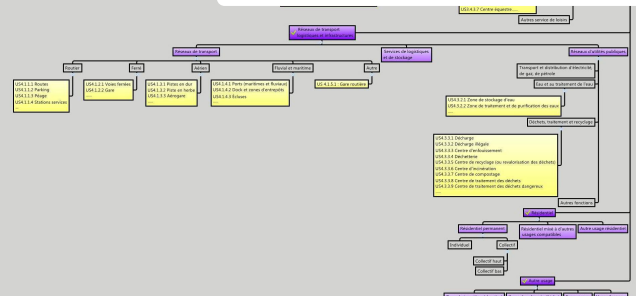 US3.4.3.7 Centre équestre......
Autres service de loisirs
Réseaux de transport
logistiques et infrastructures
Réseaux de transport
Services de logistiques
et de stockage
Réseaux d'utilités publiques
Routier
Ferré
Aérien
Fluvial et maritime
Autre
US4.1.1.1 Routes
US4.1.1.2 Parking
US4.1.1.3 Péage
US4.1.1.4 Stations services
....
US4.1.2.1 Voies ferrées
US4.1.2.2 Gare
.....
US4.1.3.1 Pistes en dur
US4.1.3.2 Piste en herbe
US4.1.3.3 Aérogare
....
US4.1.4.1 Ports (maritimes et fluviaux)
US4.1.4.2 Dock et zones d'entrepôts
US4.1.4.3 Écluses
....
US 4.1.5.1 : Gare routière
Transport et distribution d'électricité,
de gaz, de pétrole
Eau et au traitement de l'eau
US4.3.2.1 Zone de stockage d'eau
US4.3.2.2 Zone de traitement et de purification des eaux
.....
Déchets, traitement et recyclage
US4.3.3.1 Décharge
US4.3.3.2 Décharge illégale
US4.3.3.3 Centre d'enfouissement
US4.3.3.4 Déchetterie
US4.3.3.5 Centre de recyclage (ou revalorisation des déchets)
US4.3.3.6 Centre d'incinération
US4.3.3.7 Centre de compostage
US4.3.3.8 Centre de traitement des déchets
US4.3.3.9 Centre de traitement des déchets dangereux
....
Autres fonctions
Résidentiel
Résidentiel permanent
Résidentiel mixé à d'autres
usages compatibles
Autre usage résidentiel
Individuel
Collectif
Collectif haut
Collectif bas
Autre usage